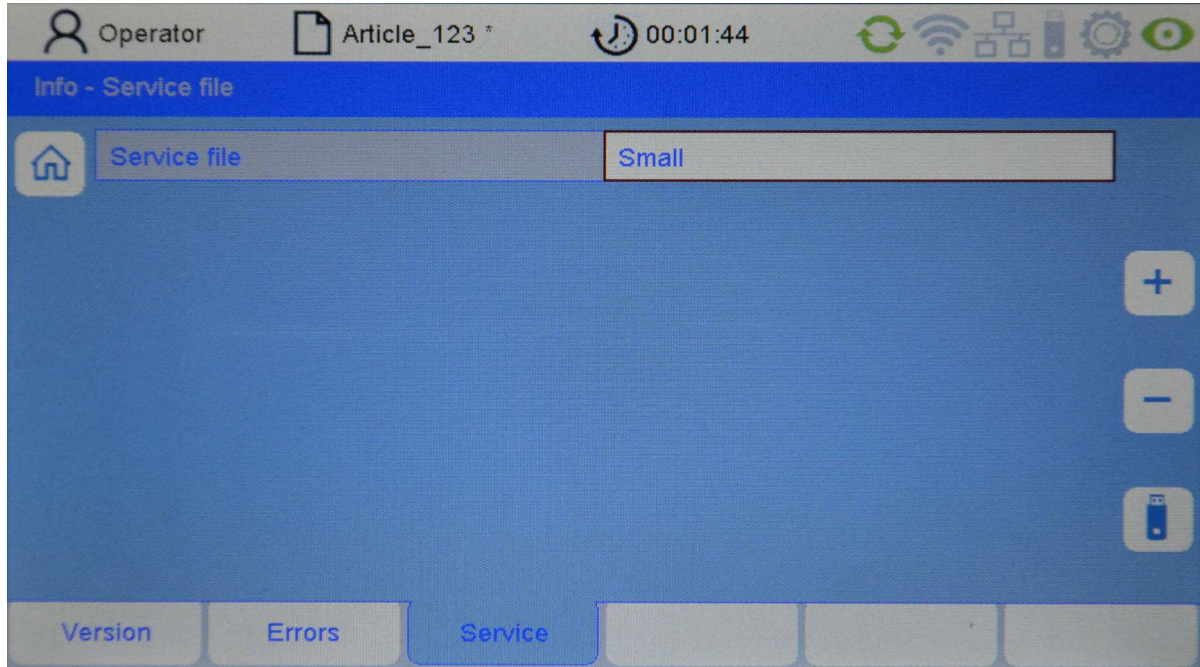 Operator Article_123 * 00:01:44
Info - Service file
Service file Small
+
-
Version Errors Service